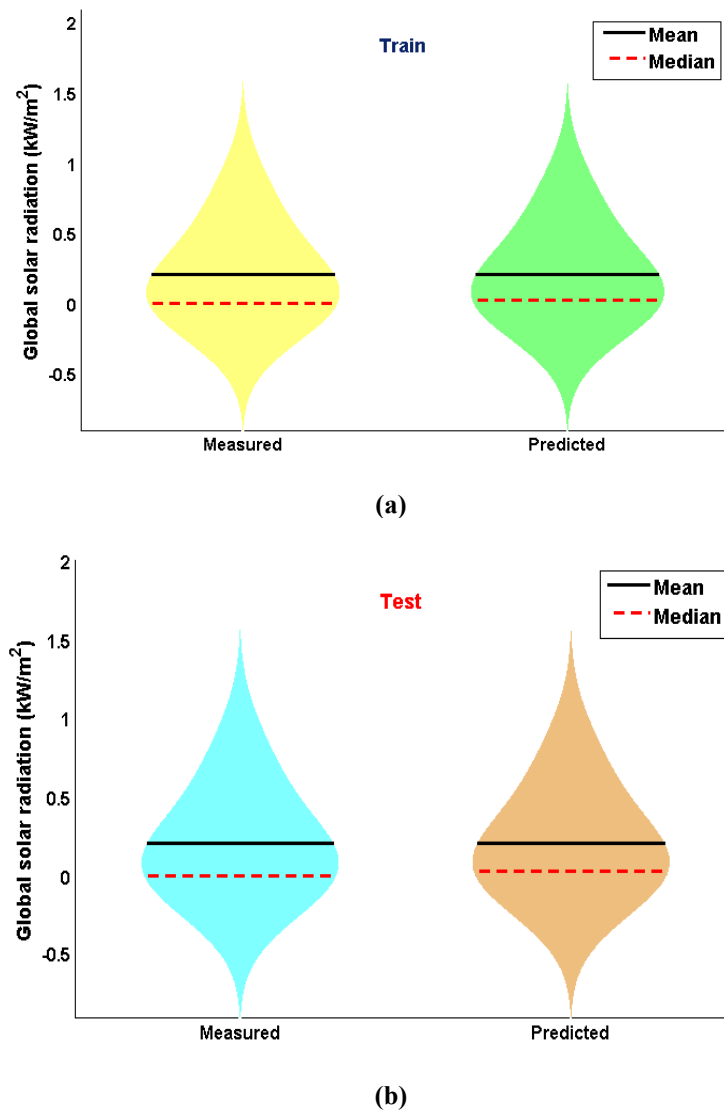 2
Mean
Train
Median
1.5
1
0.5
0
-0.5
Global solar radiation (kW/m²)
Measured
Predicted
(a)
2
Mean
Test
Median
1.5
1
0.5
0
-0.5
Global solar radiation (kW/m²)
Measured
Predicted
(b)